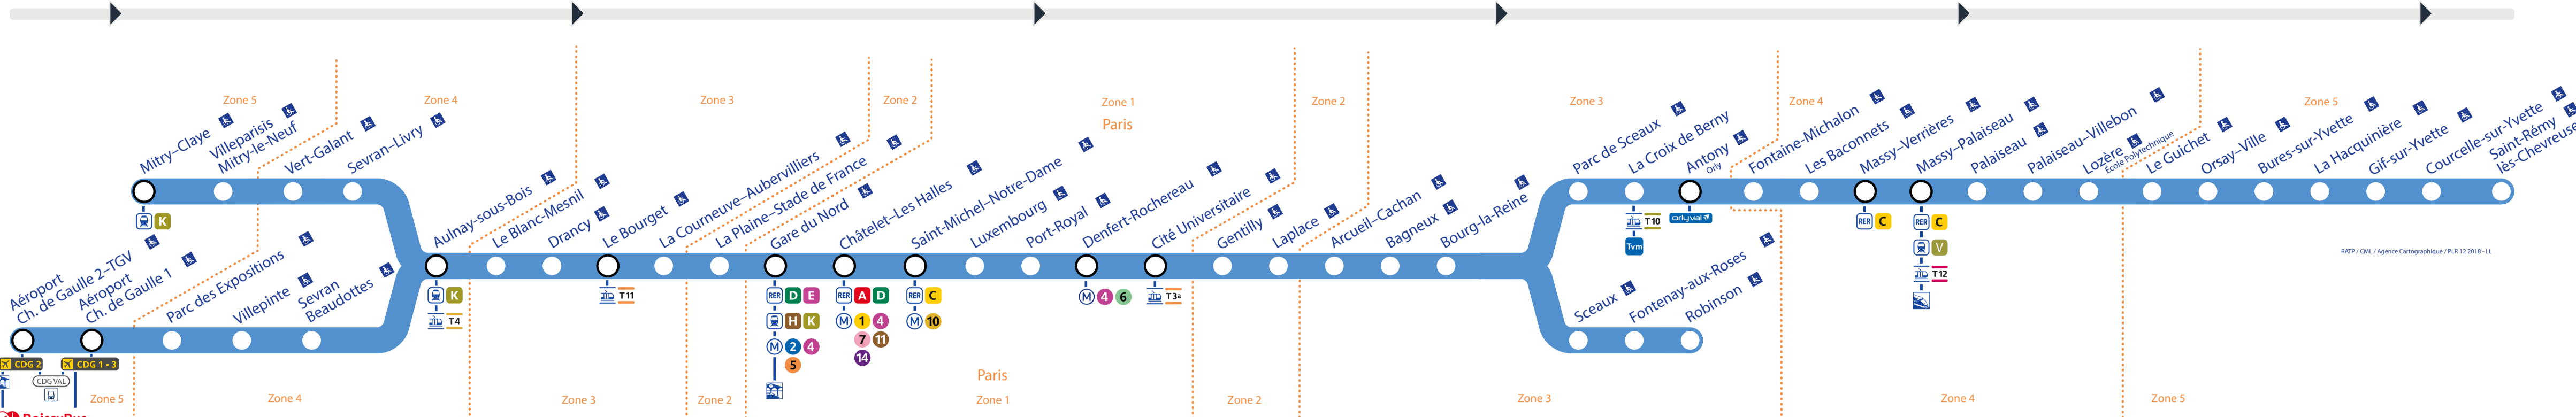 Zone 5
Zone 4
Zone 3
Zone 2
Zone 1
Paris
Zone 2
Zone 3
Zone 4
Zone 5
Mitry–Claye
Villeparisis
Mitry-le-Neuf
Vert-Galant
Sevran–Livry
K
Aéroport
Ch. de Gaulle 2–TGV
Aéroport
Ch. de Gaulle 1
Parc des Expositions
Villepinte
Sevran
Beaudottes
CDG 2
CDG 1 • 3
CDGVAL
RoissyBus
Aulnay-sous-Bois
K
T4
Le Blanc-Mesnil
Drancy
Le Bourget
T11
La Courneuve–Aubervilliers
La Plaine–Stade de France
Gare du Nord
RER D E
H K
M 2 4
5
Châtelet–Les Halles
RER A D
M 1 4
7 11
14
Saint-Michel–Notre-Dame
RER C
M 10
Luxembourg
Port-Royal
Denfert-Rochereau
M 4 6
Cité Universitaire
T3a
Gentilly
Laplace
Arcueil–Cachan
Bagneux
Bourg-la-Reine
Parc de Sceaux
La Croix de Berny
T10
Tvm
Antony
Orly
orlyval
Fontaine-Michalon
Les Baconnets
Massy–Verrières
RER C
Massy–Palaiseau
RER C
V
T12
Palaiseau
Palaiseau–Villebon
Lozère
École Polytechnique
Le Guichet
Orsay–Ville
Bures-sur-Yvette
La Hacquinière
Gif-sur-Yvette
Courcelle-sur-Yvette
Saint-Rémy
lès-Chevreuse
Sceaux
Fontenay-aux-Roses
Robinson
RATP / CML / Agence Cartographique / PLR 12 2018 - LL
Zone 5
Zone 4
Zone 3
Zone 2
Paris
Zone 1
Zone 2
Zone 3
Zone 4
Zone 5